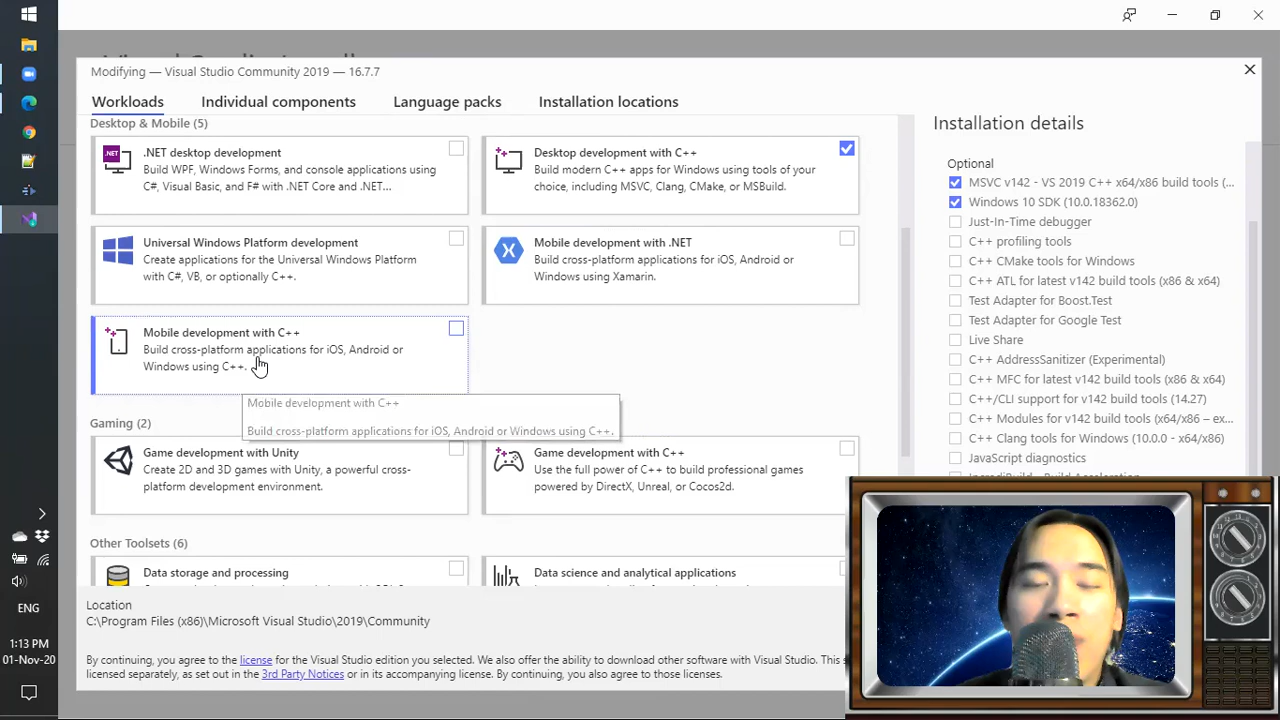 Modifying — Visual Studio Community 2019 — 16.7.7
Workloads
Individual components
Language packs
Installation locations
Desktop & Mobile (5)
.NET
.NET desktop development
Build WPF, Windows Forms, and console applications using
C#, Visual Basic, and F# with .NET Core and .NET...
Desktop development with C++
Build modern C++ apps for Windows using tools of your
choice, including MSVC, Clang, CMake, or MSBuild.
Universal Windows Platform development
Create applications for the Universal Windows Platform
with C#, VB, or optionally C++.
Mobile development with .NET
Build cross-platform applications for iOS, Android or
Windows using Xamarin.
Mobile development with C++
Build cross-platform applications for iOS, Android or
Windows using C++.
Mobile development with C++
Build cross-platform applications for iOS, Android or Windows using C++.
Gaming (2)
Game development with Unity
Create 2D and 3D games with Unity, a powerful cross-
platform development environment.
Game development with C++
Use the full power of C++ to build professional games
powered by DirectX, Unreal, or Cocos2d.
Other Toolsets (6)
Data storage and processing
Data science and analytical applications
Location
C:\Program Files (x86)\Microsoft Visual Studio\2019\Community
By continuing, you agree to the license for the Visual Studio edition you selected. We al
ability to download other software with Visual Studio.
licensed separately, as set out in the 3rd Party Notices or in
Installation details
Optional
MSVC v142 - VS 2019 C++ x64/x86 build tools (...
Windows 10 SDK (10.0.18362.0)
Just-In-Time debugger
C++ profiling tools
C++ CMake tools for Windows
C++ ATL for latest v142 build tools (x86 & x64)
Test Adapter for Boost.Test
Test Adapter for Google Test
Live Share
C++ AddressSanitizer (Experimental)
C++ MFC for latest v142 build tools (x86 & x64)
C++/CLI support for v142 build tools (14.27)
C++ Modules for v142 build tools (x64/x86 – ex...
C++ Clang tools for Windows (10.0.0 - x64/x86)
JavaScript diagnostics
IncrediBuild - Build Acceleration
ENG
1:13 PM
01-Nov-20